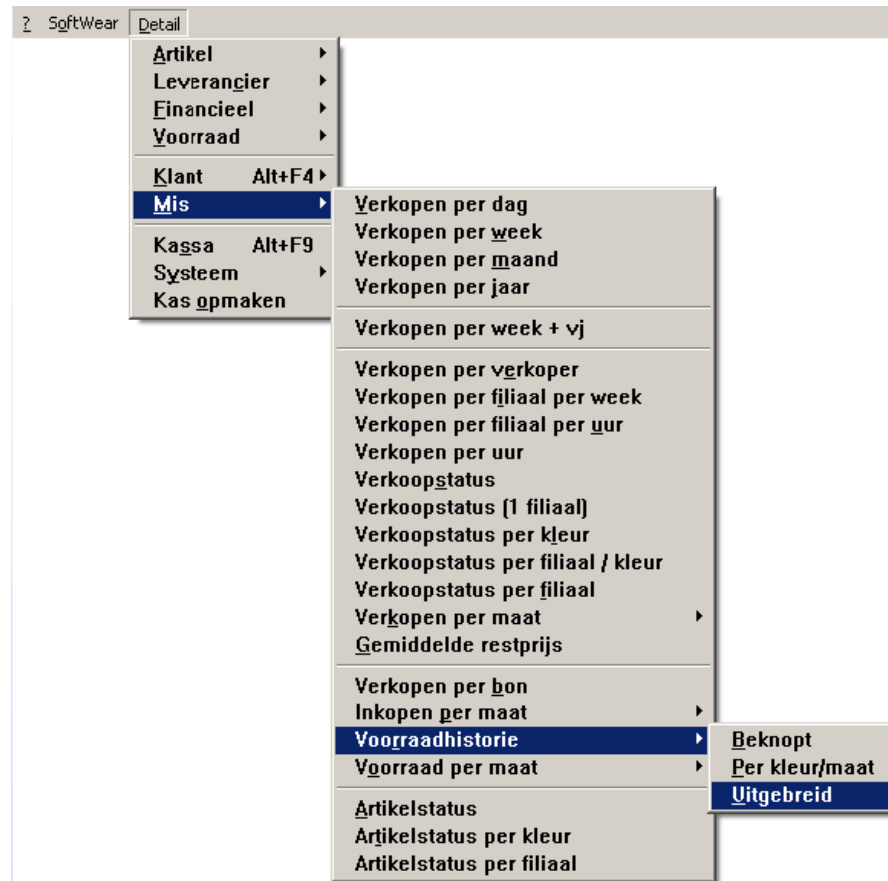 ? SoftWear Detail
Artikel
Leverancier
Financieel
Voorraad
Klant Alt+F4
Mis
Kassa Alt+F9
Systeem
Kas opmaken
Verkopen per dag
Verkopen per week
Verkopen per maand
Verkopen per jaar
Verkopen per week + vj
Verkopen per verkoper
Verkopen per filiaal per week
Verkopen per filiaal per uur
Verkopen per uur
Verkoopstatus
Verkoopstatus (1 filiaal)
Verkoopstatus per kleur
Verkoopstatus per filiaal / kleur
Verkoopstatus per filiaal
Verkopen per maat
Gemiddelde restprijs
Verkopen per bon
Inkopen per maat
Voorraadhistorie
Voorraad per maat
Artikelstatus
Artikelstatus per kleur
Artikelstatus per filiaal
Beknopt
Per kleur/maat
Uitgebreid